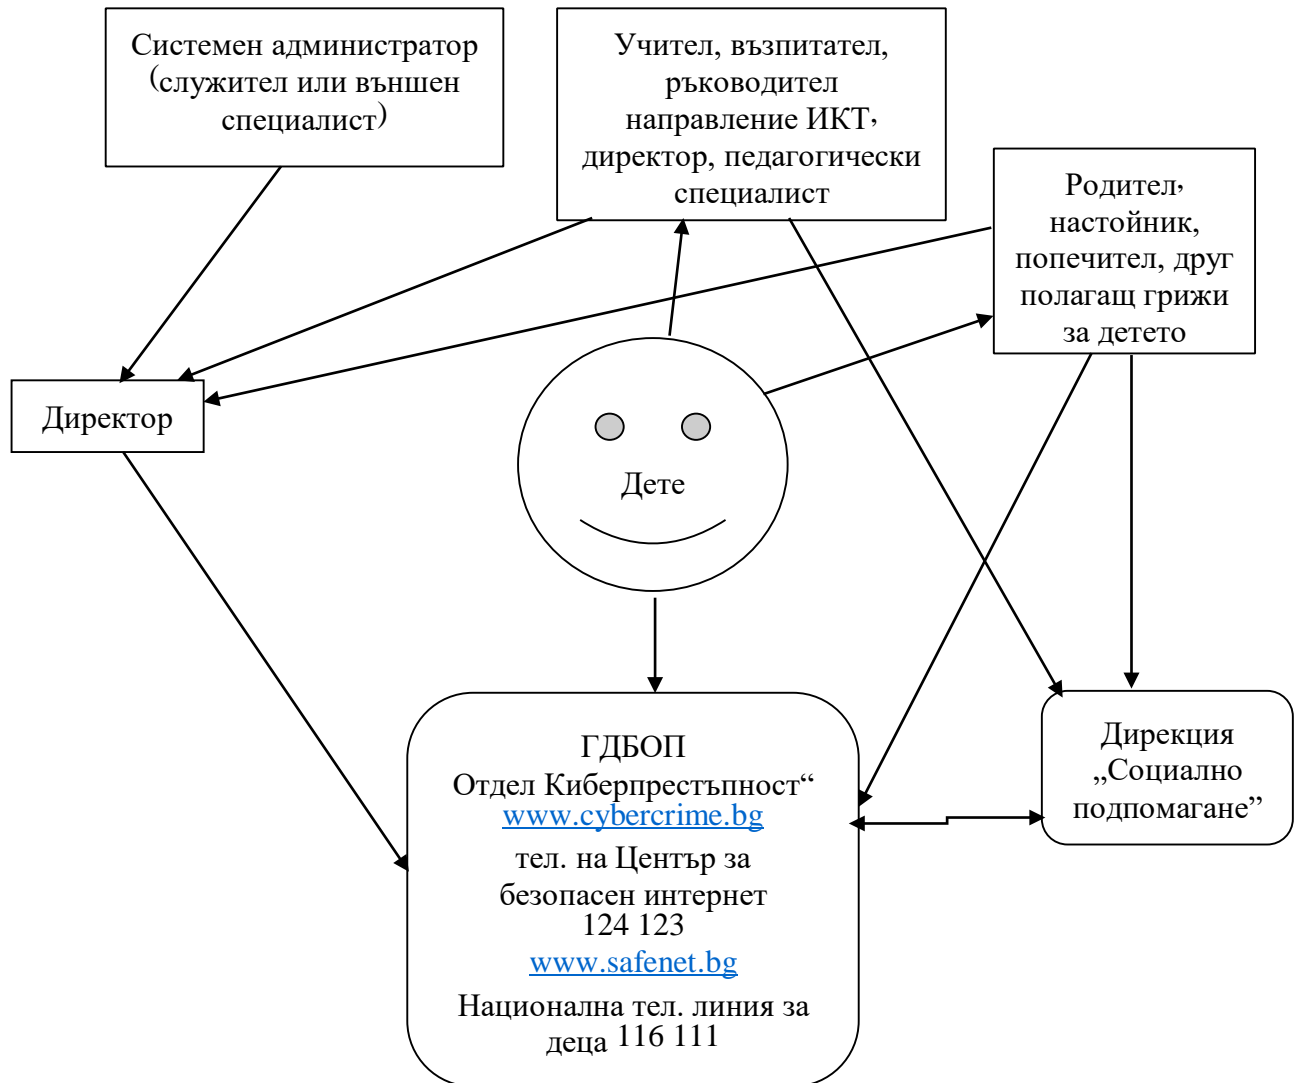 Системен администратор
(служител или външен
специалист)
Учител, възпитател,
ръководител
направление ИКТ,
директор, педагогически
специалист
Родител,
настойник,
попечител, друг
полагащ грижи
за детето
Директор
Дете
ГДБОП
Отдел Киберпрестъпност“
www.cybercrime.bg
тел. на Център за
безопасен интернет
124 123
www.safenet.bg
Национална тел. линия за
деца 116 111
Дирекция
„Социално
подпомагане”